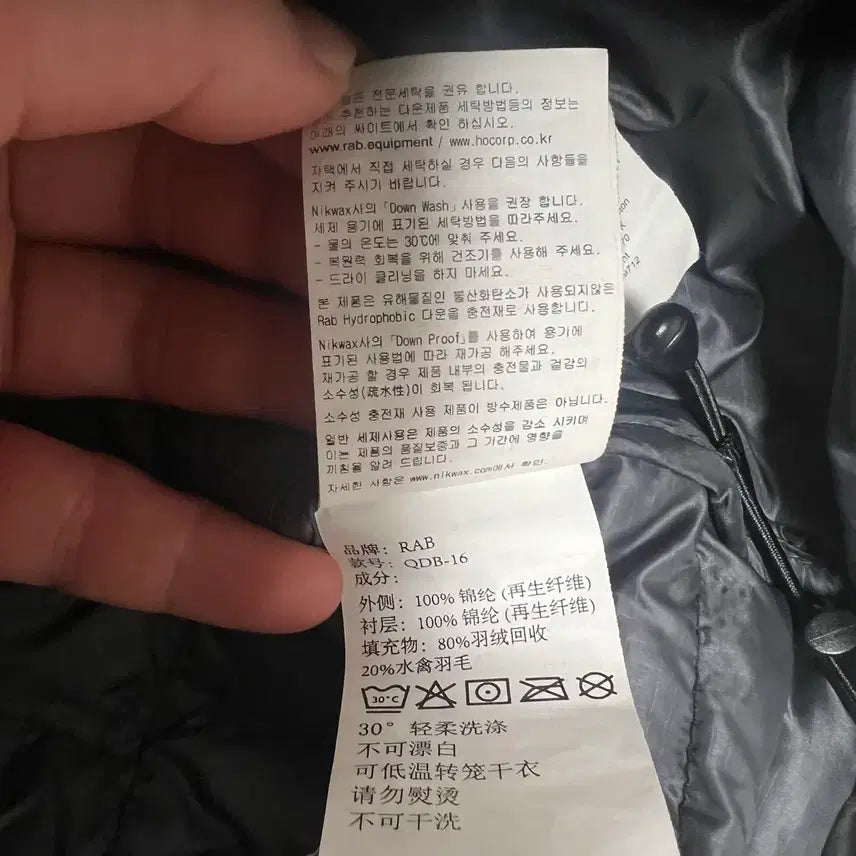 전문세탁을 권유 합니다.
추천하는 다운제품 세탁방법등의 정보는
아래의 싸이트에서 확인 하십시오.
www.rab.equipment / www.hocorp.co.kr
자택에서 직접 세탁하실 경우 다음의 사항들을
지켜 주시기 바랍니다.
Nikwax사의 「Down Wash」 사용을 권장 합니다.
세제 용기에 표기된 세탁방법을 따라주세요.
- 물의 온도는 30℃에 맞춰 주세요.
- 복원력 회복을 위해 건조기를 사용해 주세요.
- 드라이 클리닝을 하지 마세요.
본 제품은 유해물질인 불산화탄소가 사용되지않은
Rab Hydrophobic 다운을 충전재로 사용합니다.
Nikwax사의 「Down Proof」를 사용하여 용기에
표기된 사용법에 따라 재가공 해주세요.
재가공 할 경우 제품 내부의 충전물과 겉감의
소수성(疏水性)이 회복 됩니다.
소수성 충전재 사용 제품이 방수제품은 아닙니다.
일반 세제사용은 제품의 소수성을 감소 시키며
이는 제품의 품질보증과 그 기간에 영향을
끼침을 알려 드립니다.
자세한 사항은 www.nikwax.com에서 확인.
品牌: RAB
款号: QDB-16
成分:
外侧: 100% 锦纶 (再生纤维)
衬层: 100% 锦纶 (再生纤维)
填充物: 80%羽绒回收
20%水禽羽毛
30°C
30° 轻柔洗涤
不可漂白
可低温转笼干衣
请勿熨烫
不可干洗